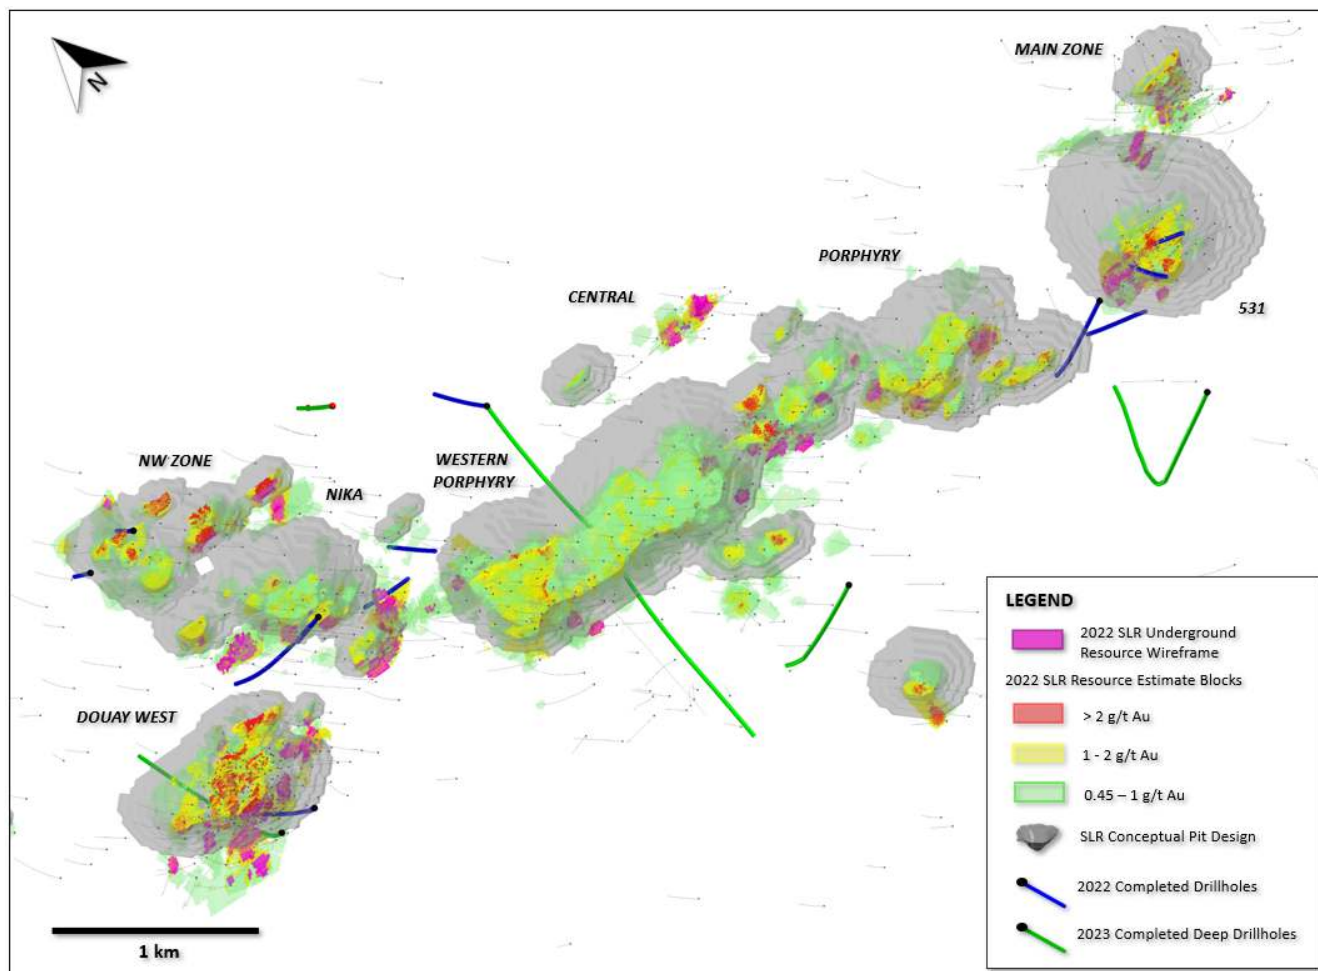 N
MAIN ZONE
PORPHYRY
CENTRAL
531
NW ZONE
NIKA
WESTERN
PORPHYRY
DOUAY WEST
1 km
LEGEND
2022 SLR Underground
Resource Wireframe
2022 SLR Resource Estimate Blocks
> 2 g/t Au
1 - 2 g/t Au
0.45 – 1 g/t Au
SLR Conceptual Pit Design
2022 Completed Drillholes
2023 Completed Deep Drillholes